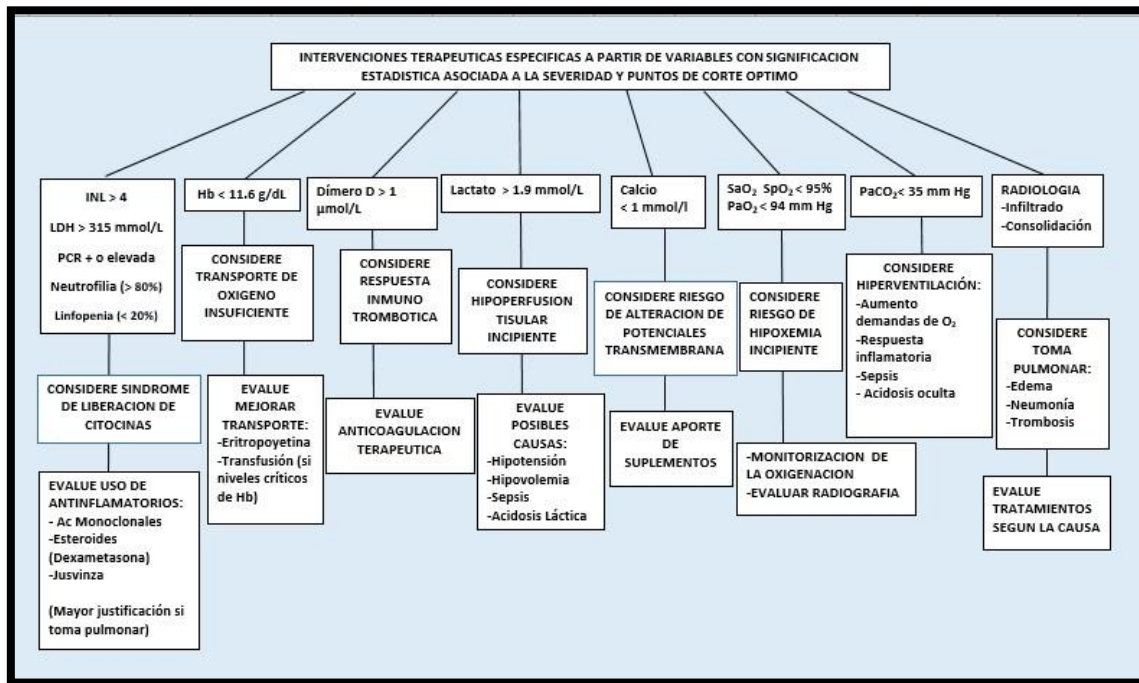 INTERVENCIONES TERAPEUTICAS ESPECIFICAS A PARTIR DE VARIABLES CON SIGNIFICACION
ESTADISTICA ASOCIADA A LA SEVERIDAD Y PUNTOS DE CORTE OPTIMO
INL > 4
LDH > 315 mmol/L
PCR + o elevada
Neutrofilia (> 80%)
Linfopenia (< 20%)
CONSIDERE SINDROME
DE LIBERACION DE
CITOCINAS
EVALUE USO DE
ANTINFLAMATORIOS:
- Ac Monoclonales
- Esteroides
(Dexametasona)
-Jusvinza
(Mayor justificación si
toma pulmonar)
Hb < 11.6 g/dL
CONSIDERE
TRANSPORTE DE
OXIGENO
INSUFICIENTE
EVALUE
MEJORAR
TRANSPORTE:
-Eritropoyetina
-Transfusión (si
niveles críticos
de Hb)
Dímero D > 1
µmol/L
CONSIDERE
RESPUESTA
INMUNO
TROMBOTICA
EVALUE
ANTICOAGULACION
TERAPEUTICA
Lactato > 1.9 mmol/L
CONSIDERE
HIPOPERFUSION
TISULAR
INCIPIENTE
EVALUE
POSIBLES
CAUSAS:
-Hipotensión
-Hipovolemia
-Sepsis
-Acidosis Láctica
Calcio
< 1 mmol/l
CONSIDERE RIESGO
DE ALTERACION DE
POTENCIALES
TRANSMEMBRANA
EVALUE APORTE DE
SUPLEMENTOS
SaO₂ SpO₂ < 95%
PaO₂ < 94 mm Hg
CONSIDERE
RIESGO DE
HIPOXEMIA
INCIPIENTE
-MONITORIZACION DE
LA OXIGENACION
-EVALUAR RADIOGRAFIA
PaCO₂ < 35 mm Hg
CONSIDERE
HIPERVENTILACIÓN:
-Aumento
demandas de O₂
-Respuesta
inflamatoria
-Sepsis
- Acidosis oculta
RADIOLOGIA
-Infiltrado
-Consolidación
CONSIDERE
TOMA
PULMONAR:
-Edema
-Neumonía
-Trombosis
EVALUE
TRATAMIENTOS
SEGUN LA CAUSA